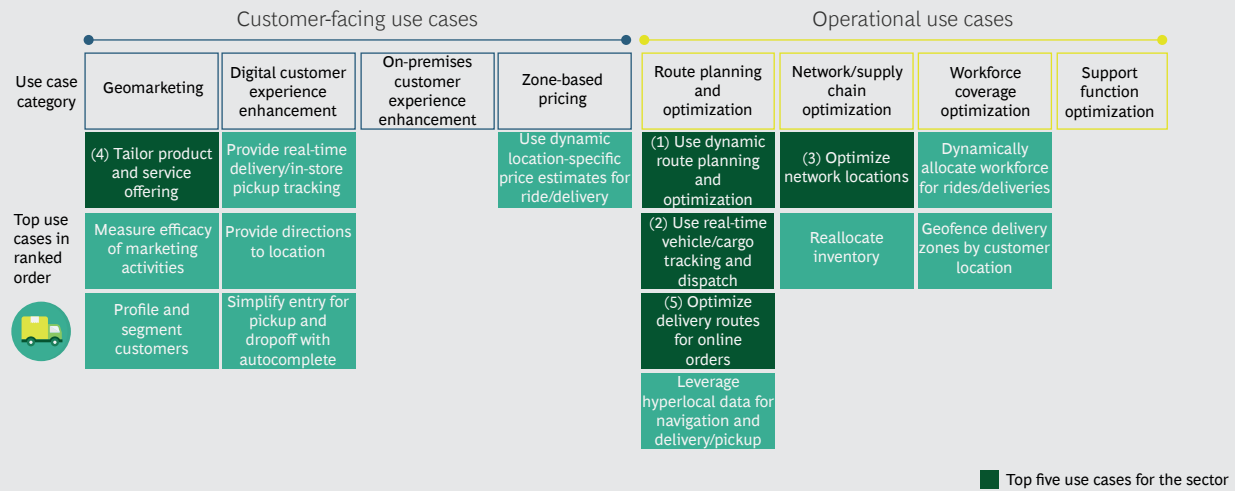 Customer-facing use cases
Operational use cases
Use case
category
Geomarketing
Digital customer
experience
enhancement
On-premises
customer
experience
enhancement
Zone-based
pricing
Route planning
and
optimization
Network/supply
chain
optimization
Workforce
coverage
optimization
Support
function
optimization
Top use
cases in
ranked
order
(4) Tailor product
and service
offering
Provide real-time
delivery/in-store
pickup tracking
Use dynamic
location-specific
price estimates for
ride/delivery
(1) Use dynamic
route planning
and
optimization
(3) Optimize
network locations
Dynamically
allocate workforce
for rides/deliveries
Measure efficacy
of marketing
activities
Provide directions
to location
(2) Use real-time
vehicle/cargo
tracking and
dispatch
Reallocate
inventory
Geofence delivery
zones by customer
location
Profile and
segment
customers
Simplify entry for
pickup and
dropoff with
autocomplete
(5) Optimize
delivery routes
for online
orders
Leverage
hyperlocal data for
navigation and
delivery/pickup
Top five use cases for the sector